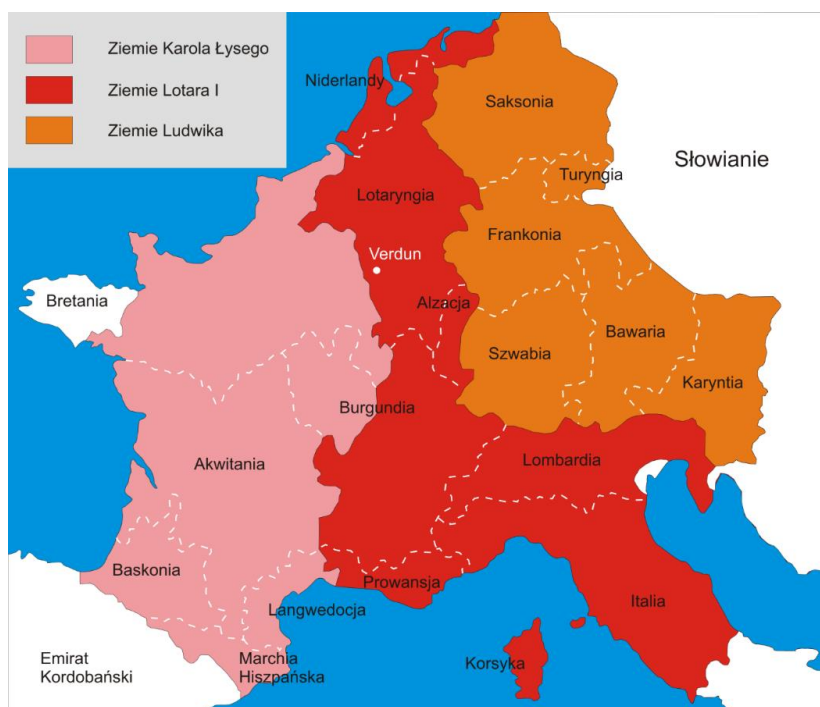 Ziemie Karola Łysego
Ziemie Lotara I
Ziemie Ludwika
Niderlandy
Saksonia
Słowianie
Turyngia
Lotaryngia
Frankonia
Verdun
Bretania
Alzacja
Szwabia
Bawaria
Karyntia
Burgundia
Akwitania
Lombardia
Baskonia
Prowansja
Langwedocja
Italia
Emirat
Kordobański
Marchia
Hiszpańska
Korsyka